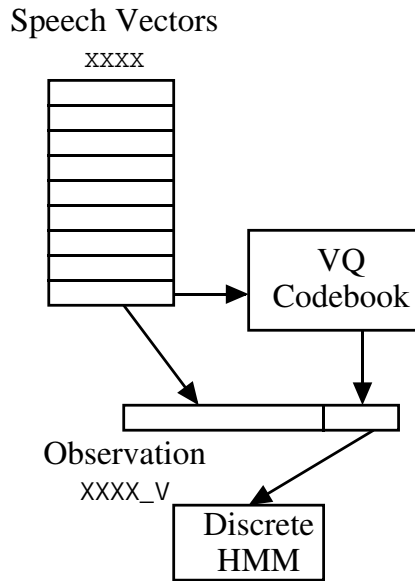 Speech Vectors
XXXX
VQ
Codebook
Observation
XXXX_V
Discrete
HMM